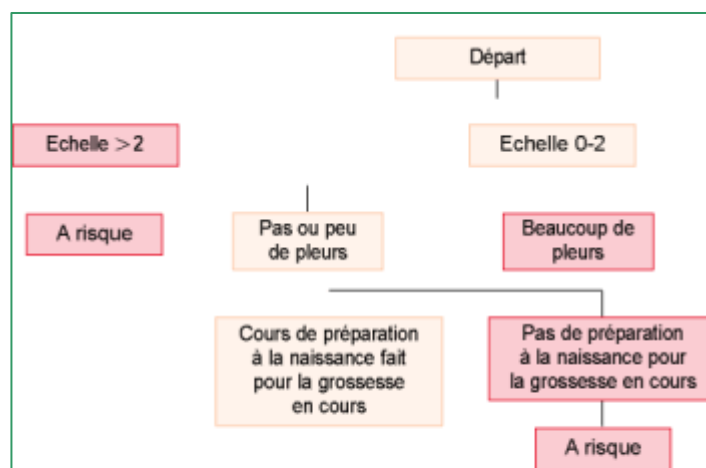 Départ
Echelle >2
Echelle 0-2
A risque
Pas ou peu
de pleurs
Beaucoup de
pleurs
Cours de préparation
à la naissance fait
pour la grossesse
en cours
Pas de préparation
à la naissance pour
la grossesse en cours
A risque